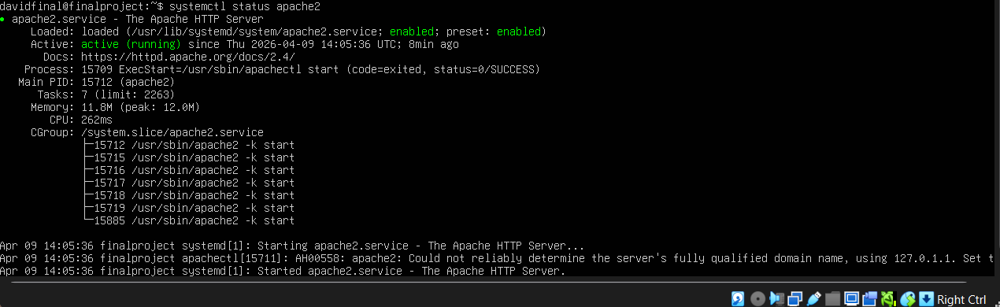 davidfinal@finalproject:~$ systemctl status apache2
● apache2.service - The Apache HTTP Server
     Loaded: loaded (/usr/lib/systemd/system/apache2.service; enabled; preset: enabled)
     Active: active (running) since Thu 2026-04-09 14:05:36 UTC; 8min ago
       Docs: https://httpd.apache.org/docs/2.4/
    Process: 15709 ExecStart=/usr/sbin/apachectl start (code=exited, status=0/SUCCESS)
   Main PID: 15712 (apache2)
      Tasks: 7 (limit: 2263)
     Memory: 11.8M (peak: 12.0M)
        CPU: 262ms
     CGroup: /system.slice/apache2.service
             ├─15712 /usr/sbin/apache2 -k start
             ├─15715 /usr/sbin/apache2 -k start
             ├─15716 /usr/sbin/apache2 -k start
             ├─15717 /usr/sbin/apache2 -k start
             ├─15718 /usr/sbin/apache2 -k start
             ├─15719 /usr/sbin/apache2 -k start
             └─15885 /usr/sbin/apache2 -k start
Apr 09 14:05:36 finalproject systemd[1]: Starting apache2.service - The Apache HTTP Server...
Apr 09 14:05:36 finalproject apachectl[15711]: AH00558: apache2: Could not reliably determine the server's fully qualified domain name, using 127.0.1.1. Set t
Apr 09 14:05:36 finalproject systemd[1]: Started apache2.service - The Apache HTTP Server.
Right Ctrl